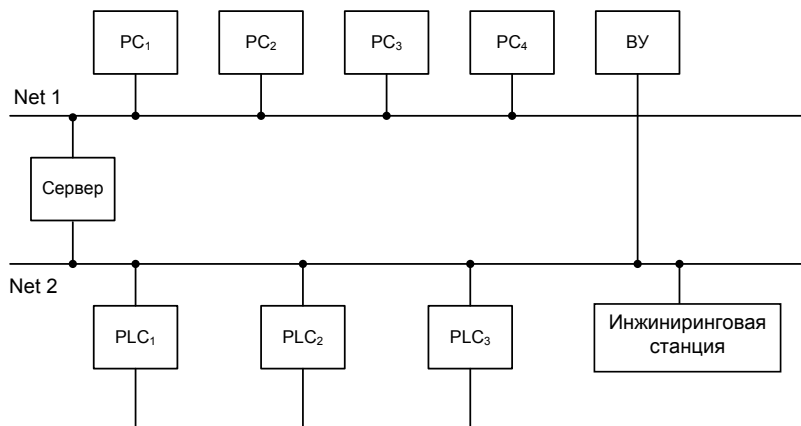 PC₁
PC₂
PC₃
PC₄
ВУ
Net 1
Сервер
Net 2
PLC₁
PLC₂
PLC₃
Инжиниринговая
станция